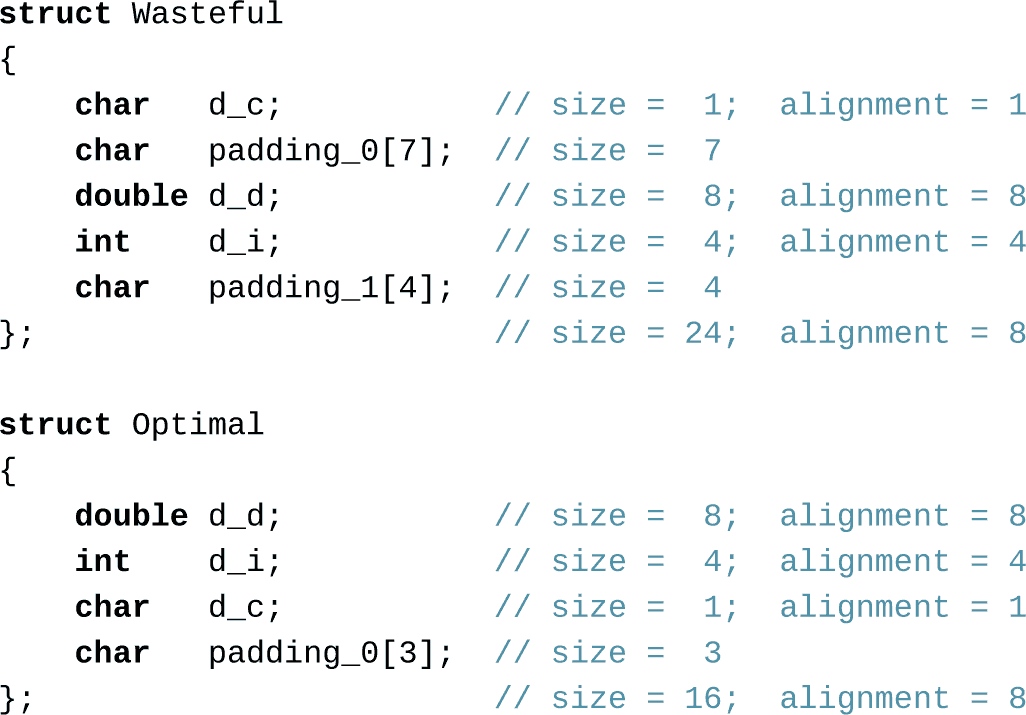 struct Wasteful
{
    char   d_c;           // size =  1;  alignment = 1
    char   padding_0[7];  // size =  7
    double d_d;           // size =  8;  alignment = 8
    int    d_i;           // size =  4;  alignment = 4
    char   padding_1[4];  // size =  4
};                        // size = 24;  alignment = 8

struct Optimal
{
    double d_d;           // size =  8;  alignment = 8
    int    d_i;           // size =  4;  alignment = 4
    char   d_c;           // size =  1;  alignment = 1
    char   padding_0[3];  // size =  3
};                        // size = 16;  alignment = 8